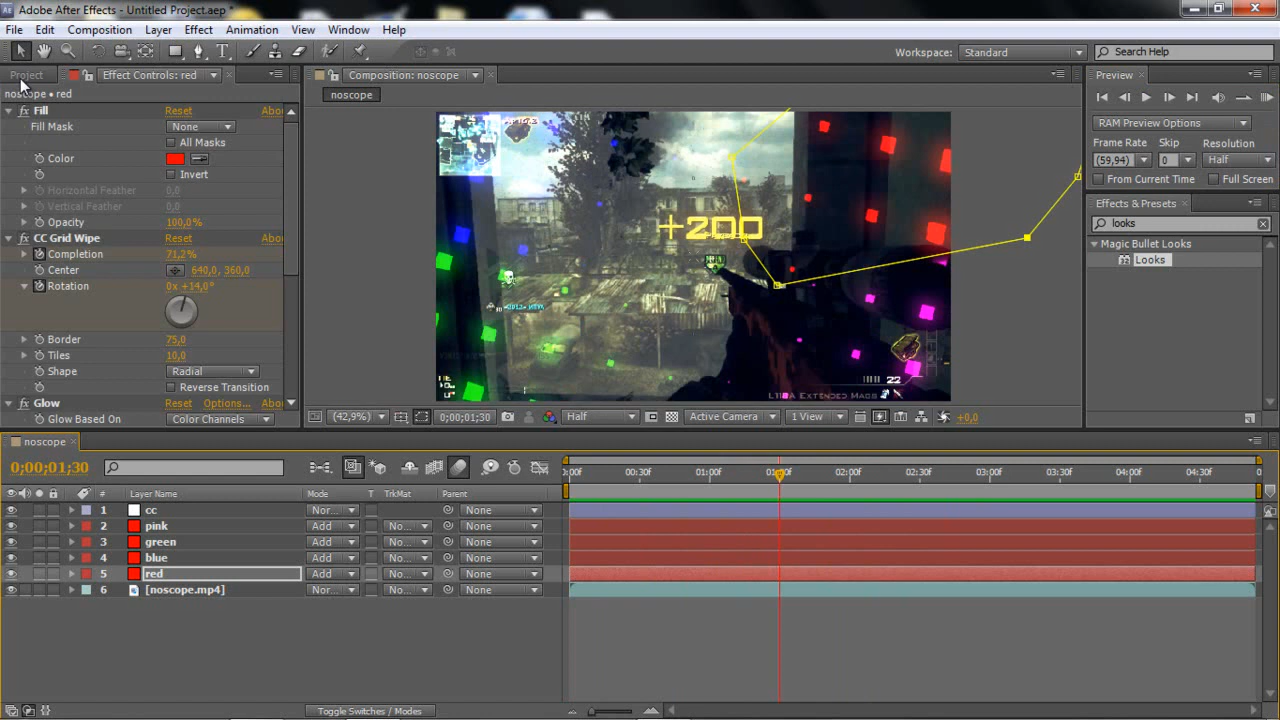 Adobe After Effects - Untitled Project.aep *
File Edit Composition Layer Effect Animation View Window Help
Workspace: Standard Search Help
Project Effect Controls: red Composition: noscope Preview
noscope • red
noscope
Fill Reset Abou
Fill Mask None
All Masks
Color
Invert
Horizontal Feather 0,0
Vertical Feather 0,0
Opacity 100,0%
CC Grid Wipe Reset Abou
Completion 71,2%
Center 640,0, 360,0
Rotation 0x +14,0°
Border 75,0
Tiles 10,0
Shape Radial
Reverse Transition
Glow Reset Options... Abou
Glow Based On Color Channels
+200
22
L118A Extended Mags
(42,9%) 0;00;01;30 Half Active Camera 1 View +0,0
RAM Preview Options
Frame Rate Skip Resolution
(59,94) 0 Half
From Current Time Full Screen
Effects & Presets
looks
Magic Bullet Looks
Looks
noscope
0;00;01;30
:00f 00:30f 01:00f 01:30f 02:00f 02:30f 03:00f 03:30f 04:00f 04:30f 0
# Layer Name Mode T TrkMat Parent
1 cc Nor... None
2 pink Add No... None
3 green Add No... None
4 blue Add No... None
5 red Add No... None
6 [noscope.mp4] Nor... No... None
Toggle Switches / Modes